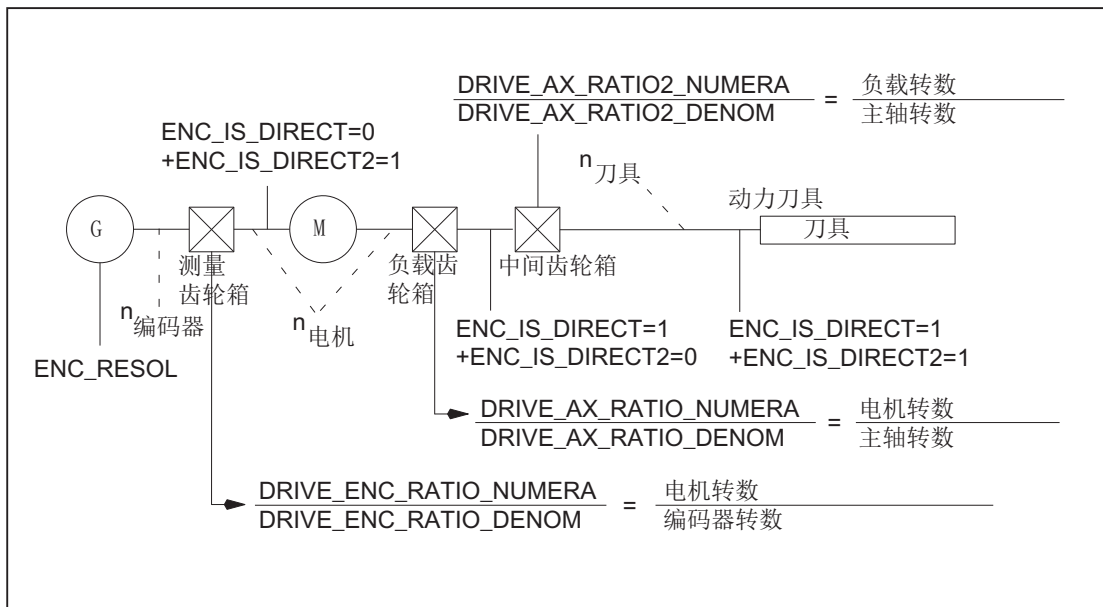 DRIVE_AX_RATIO2_NUMERA
DRIVE_AX_RATIO2_DENOM
=
负载转数
主轴转数
ENC_IS_DIRECT=0
+ENC_IS_DIRECT2=1
n刀具
动力刀具
G
M
刀具
测量
齿轮箱
负载齿
轮箱
中间齿轮箱
n编码器
n电机
ENC_IS_DIRECT=1
+ENC_IS_DIRECT2=0
ENC_IS_DIRECT=1
+ENC_IS_DIRECT2=1
ENC_RESOL
DRIVE_AX_RATIO_NUMERA
DRIVE_AX_RATIO_DENOM
=
电机转数
主轴转数
DRIVE_ENC_RATIO_NUMERA
DRIVE_ENC_RATIO_DENOM
=
电机转数
编码器转数